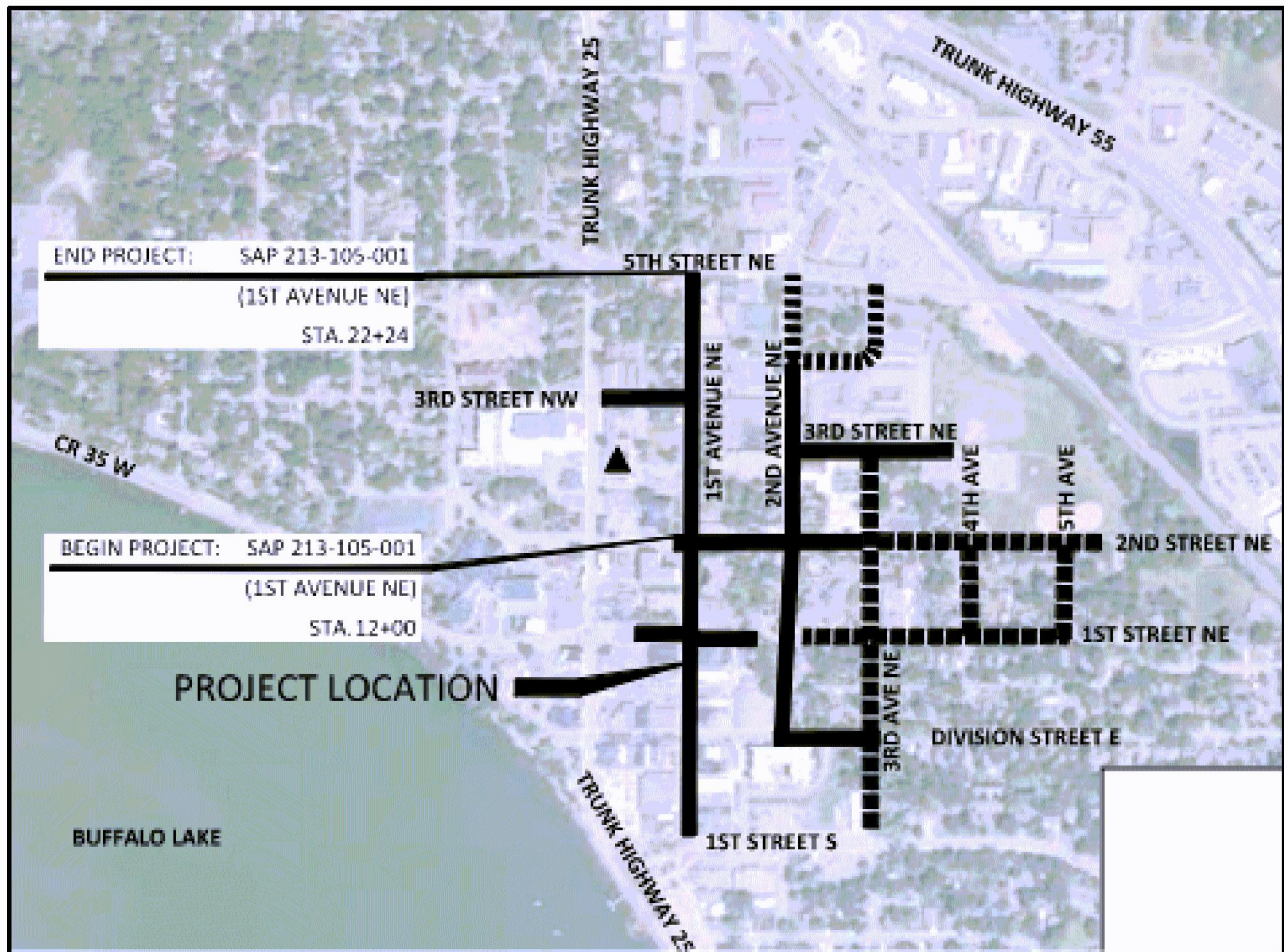 TRUNK HIGHWAY 55
TRUNK HIGHWAY 25
END PROJECT: SAP 213-105-001
(1ST AVENUE NE)
STA. 22+24
5TH STREET NE
3RD STREET NW
1ST AVENUE NE
2ND AVENUE NE
3RD STREET NE
CR 35 W
4TH AVE
5TH AVE
BEGIN PROJECT: SAP 213-105-001
(1ST AVENUE NE)
STA. 12+00
2ND STREET NE
1ST STREET NE
PROJECT LOCATION
3RD AVE NE
DIVISION STREET E
BUFFALO LAKE
TRUNK HIGHWAY 25
1ST STREET S